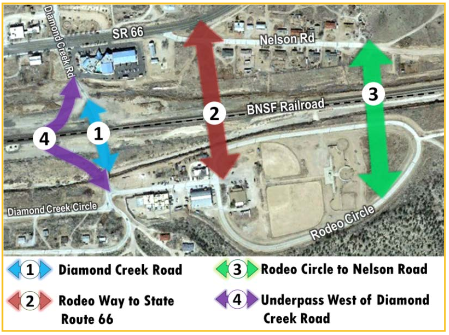 Diamond Creek Rd
SR 66
Nelson Rd
BNSF Railroad
1
2
3
4
Diamond Creek Circle
Rodeo Circle
1 Diamond Creek Road
3 Rodeo Circle to Nelson Road
2 Rodeo Way to State
Route 66
4 Underpass West of Diamond
Creek Road